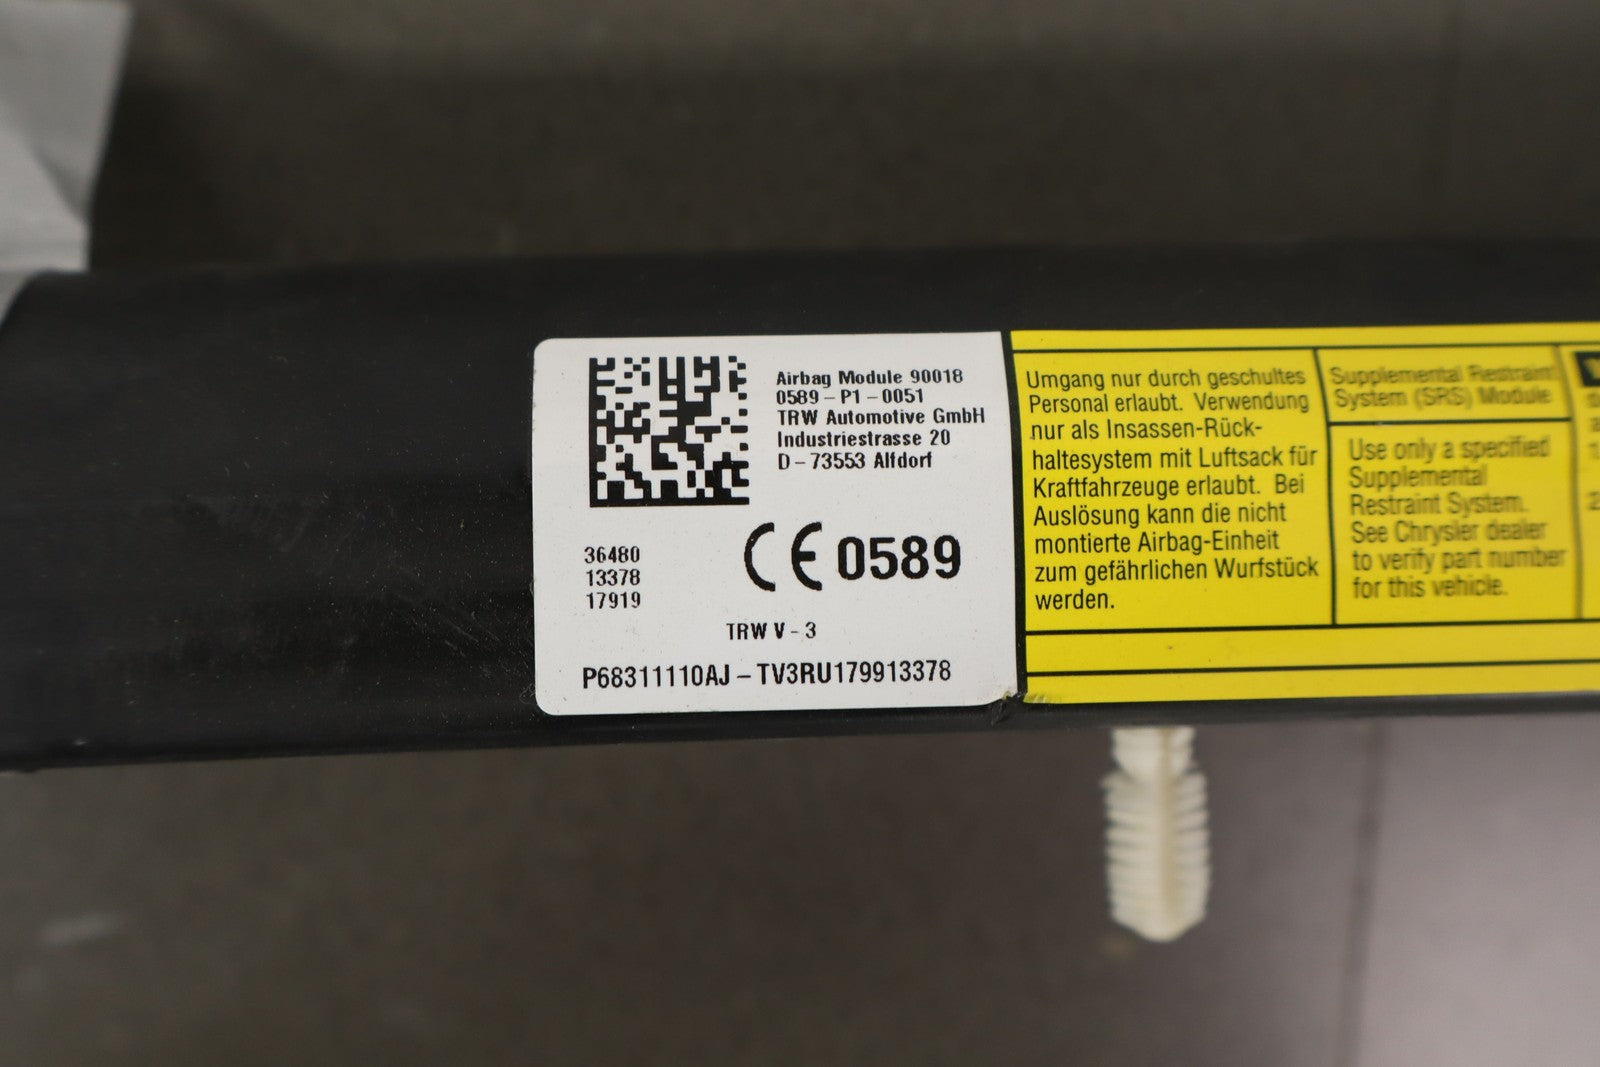 Airbag Module 90018
0589-P1-0051
TRW Automotive GmbH
Industriestrasse 20
D-73553 Alfdorf
CE 0589
36480
13378
17919
TRW V-3
P68311110AJ-TV3RU179913378
Umgang nur durch geschultes
Personal erlaubt. Verwendung
nur als Insassen-Rück-
haltesystem mit Luftsack für
Kraftfahrzeuge erlaubt. Bei
Auslösung kann die nicht
montierte Airbag-Einheit
zum gefährlichen Wurfstück
werden.
Supplemental Restraint
System (SRS) Module
Use only a specified
Supplemental
Restraint System.
See Chrysler dealer
to verify part number
for this vehicle.